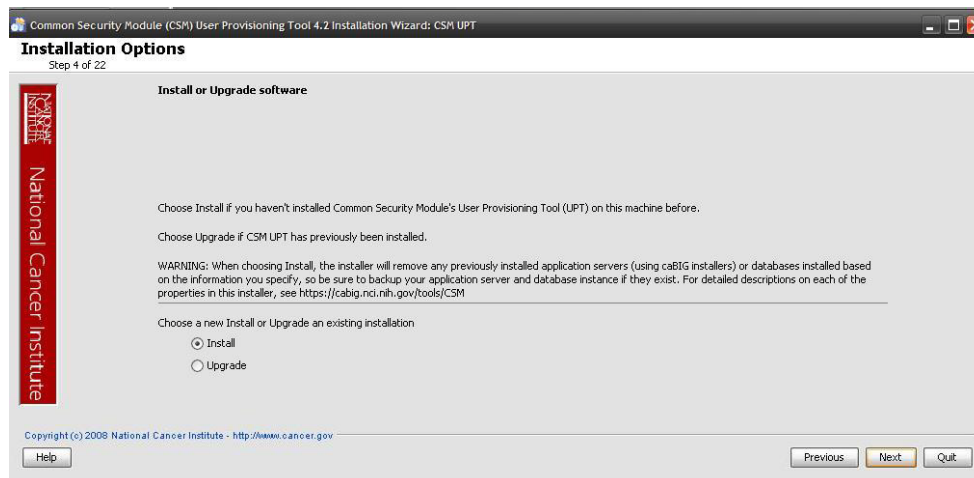 Common Security Module (CSM) User Provisioning Tool 4.2 Installation Wizard: CSM UPT
Installation Options
Step 4 of 22
NATIONAL
CANCER
INSTITUTE
National Cancer Institute
Install or Upgrade software
Choose Install if you haven't installed Common Security Module's User Provisioning Tool (UPT) on this machine before.
Choose Upgrade if CSM UPT has previously been installed.
WARNING: When choosing Install, the installer will remove any previously installed application servers (using caBIG installers) or databases installed based
on the information you specify, so be sure to backup your application server and database instance if they exist. For detailed descriptions on each of the
properties in this installer, see https://cabig.nci.nih.gov/tools/CSM
Choose a new Install or Upgrade an existing installation
Install
Upgrade
Copyright (c) 2008 National Cancer Institute - http://www.cancer.gov
Help
Previous
Next
Quit